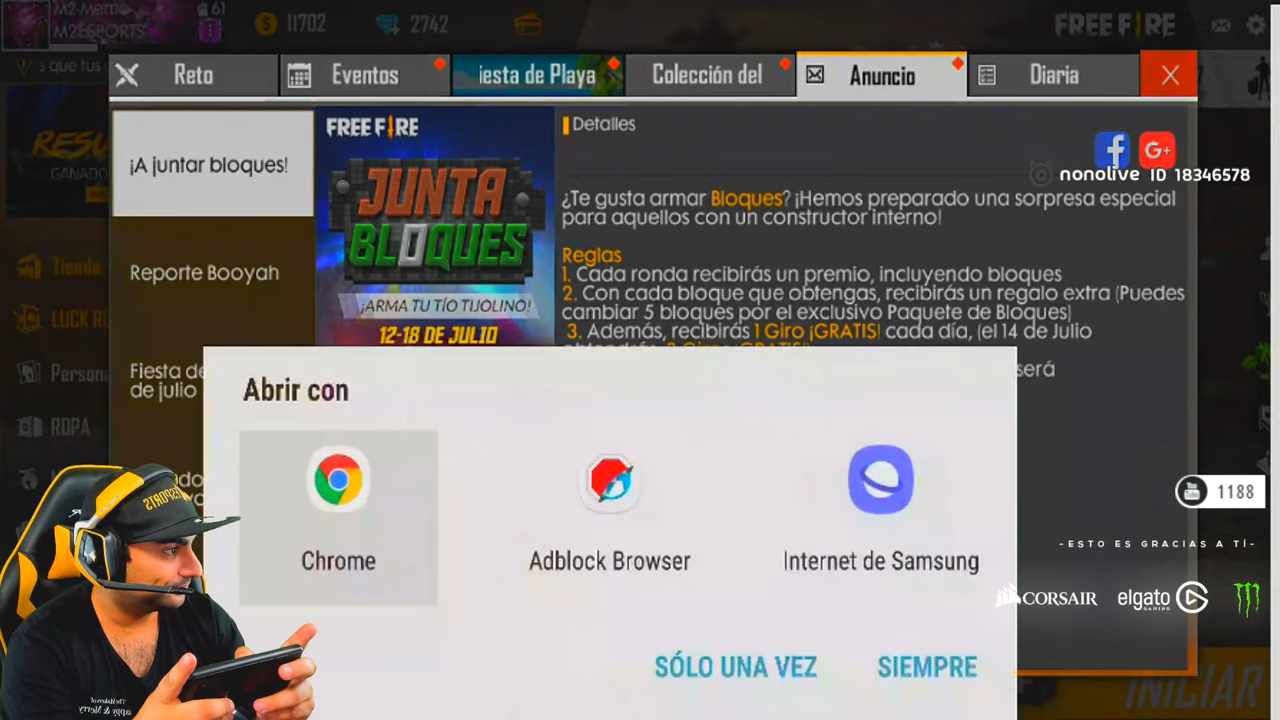 M2-Memo
M2ESPORTS
61
11702
2742
FREE FIRE
s que tus
Reto
Eventos
iesta de Playa
Colección del
Anuncio
Diaria
¡A juntar bloques!
Reporte Booyah
Fiesta de
de julio
FREE FIRE
JUNTA
BLOQUES
¡ARMA TU TÍO TIJOLINO!
12-18 DE JULIO
Detalles
nonolive ID 18346578
¿Te gusta armar Bloques? ¡Hemos preparado una sorpresa especial
para aquellos con un constructor interno!
Reglas
1. Cada ronda recibirás un premio, incluyendo bloques
2. Con cada bloque que obtengas, recibirás un regalo extra (Puedes
cambiar 5 bloques por el exclusivo Paquete de Bloques)
3. Además, recibirás 1 Giro ¡GRATIS! cada día, (el 14 de Julio
será
GANADO
Tienda
LUCK R
Persona
ROPA
Abrir con
Chrome
Adblock Browser
Internet de Samsung
SÓLO UNA VEZ
SIEMPRE
1188
-ESTO ES GRACIAS A TÍ-
CORSAIR
elgato
GAMING
INICIAR